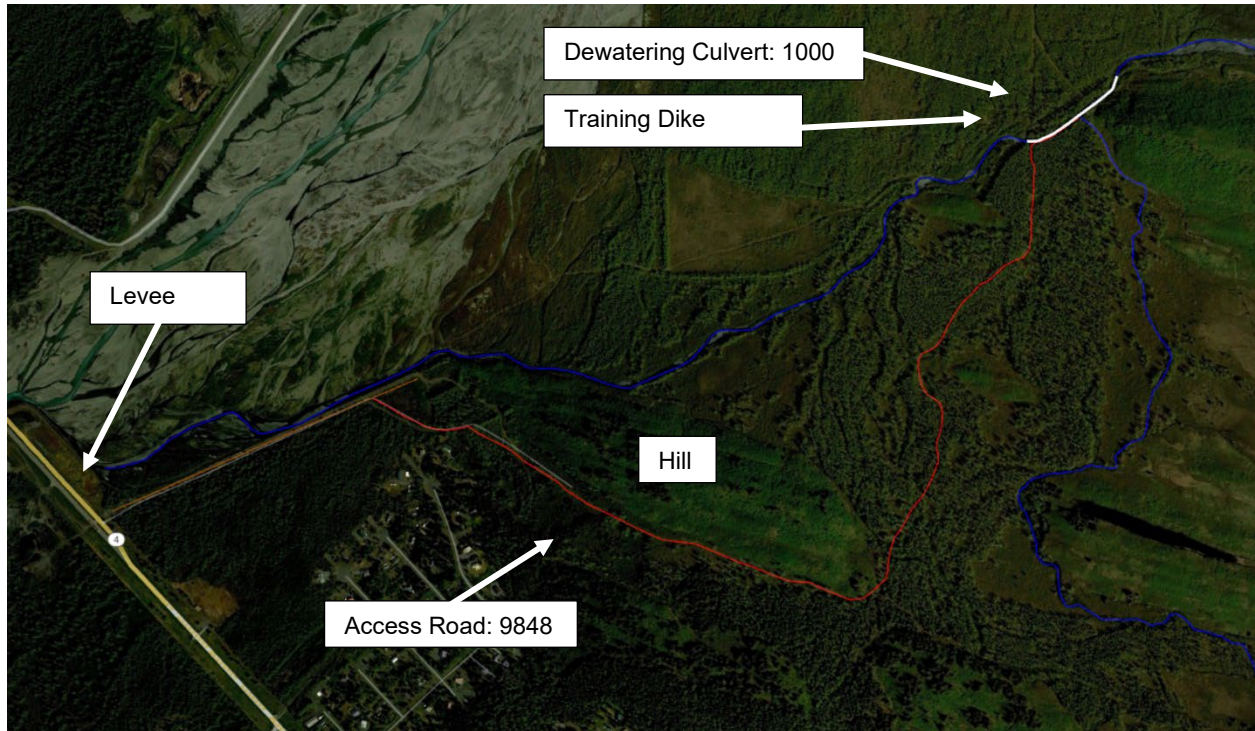 Dewatering Culvert: 1000
Training Dike
Levee
Hill
4
Access Road: 9848